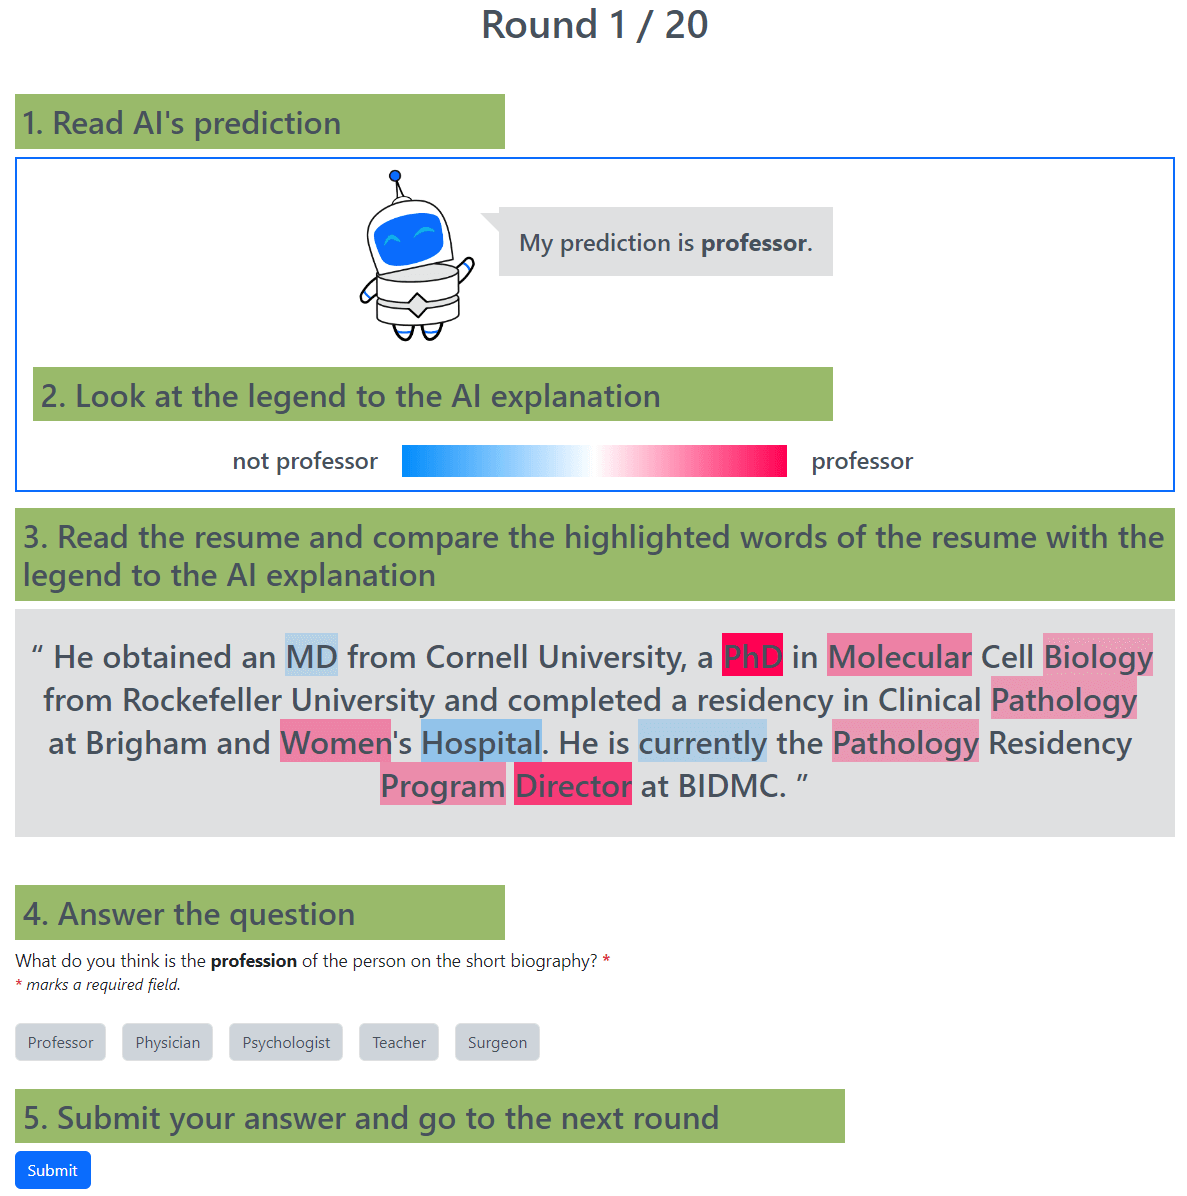 Round 1 / 20
1. Read AI's prediction
My prediction is professor.
2. Look at the legend to the AI explanation
not professor professor
3. Read the resume and compare the highlighted words of the resume with the
legend to the AI explanation
“ He obtained an MD from Cornell University, a PhD in Molecular Cell Biology
from Rockefeller University and completed a residency in Clinical Pathology
at Brigham and Women's Hospital. He is currently the Pathology Residency
Program Director at BIDMC. ”
4. Answer the question
What do you think is the profession of the person on the short biography? *
* marks a required field.
Professor Physician Psychologist Teacher Surgeon
5. Submit your answer and go to the next round
Submit